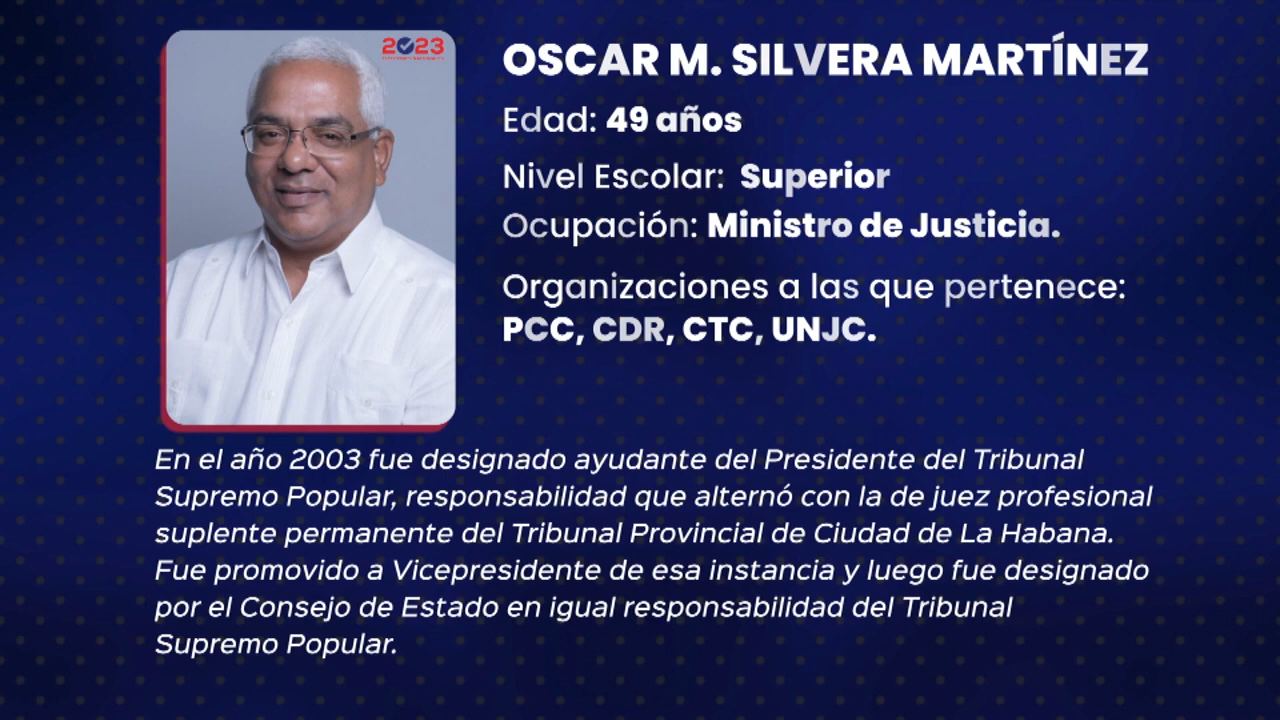 2023
OSCAR M. SILVERA MARTÍNEZ
Edad: 49 años
Nivel Escolar: Superior
Ocupación: Ministro de Justicia.
Organizaciones a las que pertenece:
PCC, CDR, CTC, UNJC.
En el año 2003 fue designado ayudante del Presidente del Tribunal
Supremo Popular, responsabilidad que alternó con la de juez profesional
suplente permanente del Tribunal Provincial de Ciudad de La Habana.
Fue promovido a Vicepresidente de esa instancia y luego fue designado
por el Consejo de Estado en igual responsabilidad del Tribunal
Supremo Popular.